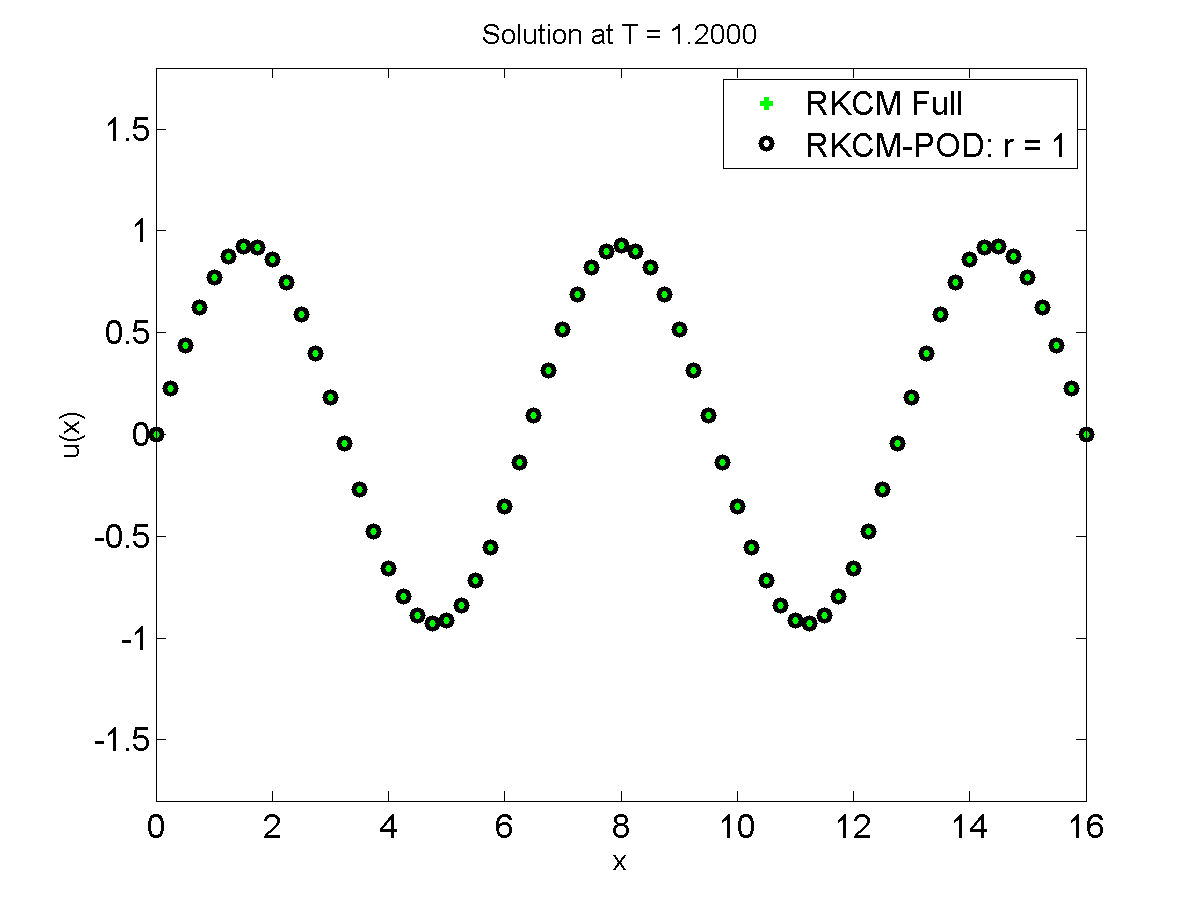 Solution at T = 1.2000
RKCM Full
RKCM-POD: r = 1
1.5
1
0.5
0
-0.5
-1
-1.5
u(x)
0 2 4 6 8 10 12 14 16
x